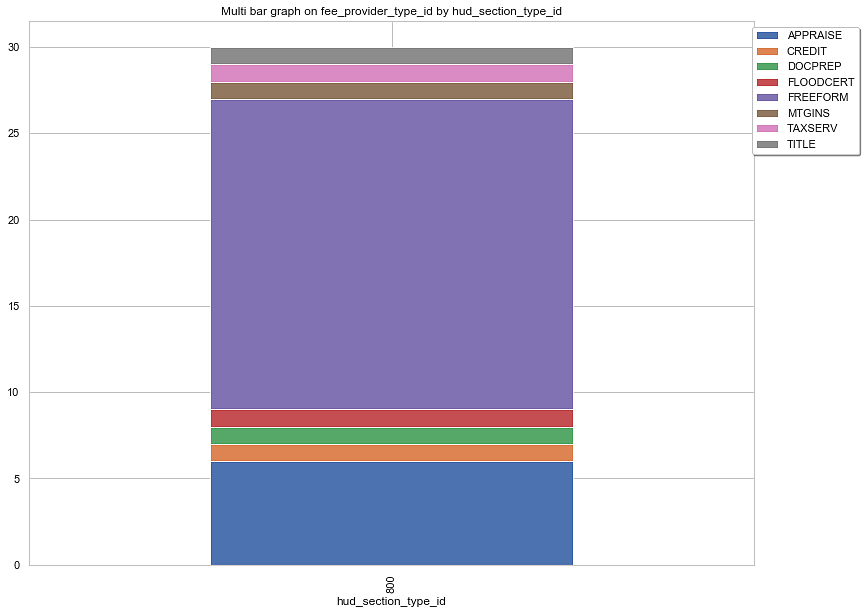 Multi bar graph on fee_provider_type_id by hud_section_type_id
30
25
20
15
10
5
0
800
hud_section_type_id
APPRAISE
CREDIT
DOCPREP
FLOODCERT
FREEFORM
MTGINS
TAXSERV
TITLE